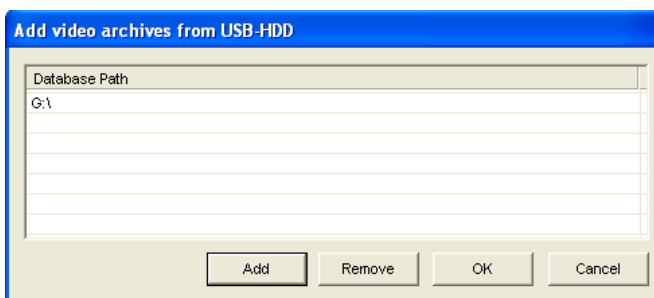 Add video archives from USB-HDD
Database Path
G:\
Add Remove OK Cancel